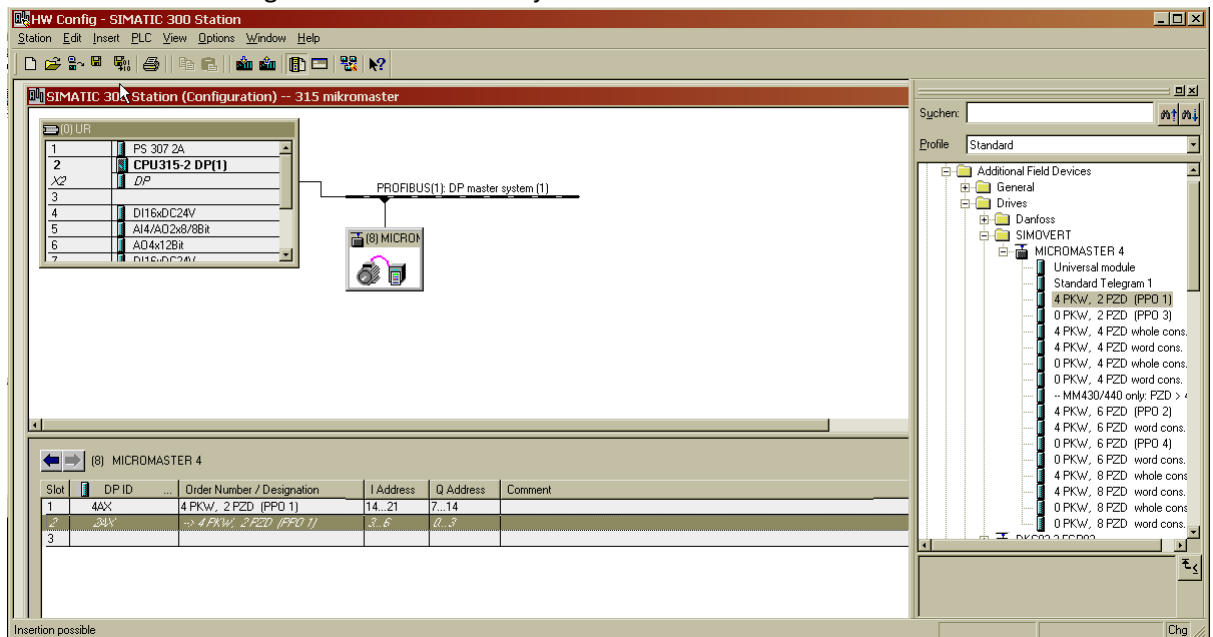 HW Config - SIMATIC 300 Station
Station Edit Insert PLC View Options Window Help
SIMATIC 300 Station (Configuration) -- 315 mikromaster
(0) UR
1 PS 307 2A
2 CPU315-2 DP(1)
X2 DP
3
4 DI16xDC24V
5 AI4/AO2x8/8Bit
6 AO4x12Bit
7 DI16xDC24V
PROFIBUS(1): DP master system (1)
(8) MICROM
(8) MICROMASTER 4
Slot DP ID ... Order Number / Designation I Address Q Address Comment
1 4AX 4 PKW, 2 PZD (PPO 1) 14...21 7...14
2 24X --> 4 PKW, 2 PZD (PPO 1) 3...6 0...3
3
Suchen:
Profile Standard
Additional Field Devices
General
Drives
Danfoss
SIMOVERT
MICROMASTER 4
Universal module
Standard Telegram 1
4 PKW, 2 PZD (PPO 1)
0 PKW, 2 PZD (PPO 3)
4 PKW, 4 PZD whole cons.
4 PKW, 4 PZD word cons.
0 PKW, 4 PZD whole cons.
0 PKW, 4 PZD word cons.
-- MM430/440 only: PZD > 4
4 PKW, 6 PZD (PPO 2)
4 PKW, 6 PZD word cons.
0 PKW, 6 PZD (PPO 4)
0 PKW, 6 PZD word cons.
4 PKW, 8 PZD whole cons
4 PKW, 8 PZD word cons.
0 PKW, 8 PZD whole cons
0 PKW, 8 PZD word cons.
Insertion possible
Chg